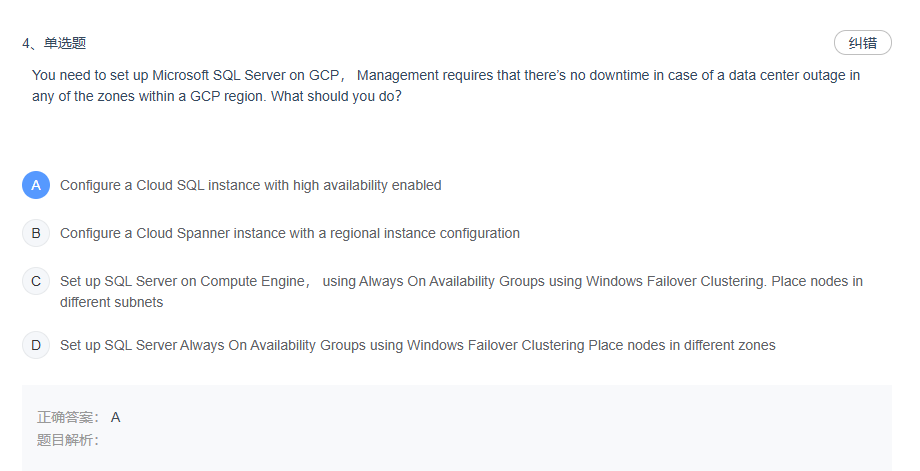 4、单选题
纠错
You need to set up Microsoft SQL Server on GCP， Management requires that there’s no downtime in case of a data center outage in
any of the zones within a GCP region. What should you do?
A Configure a Cloud SQL instance with high availability enabled
B Configure a Cloud Spanner instance with a regional instance configuration
C Set up SQL Server on Compute Engine， using Always On Availability Groups using Windows Failover Clustering. Place nodes in
different subnets
D Set up SQL Server Always On Availability Groups using Windows Failover Clustering Place nodes in different zones
正确答案： A
题目解析：